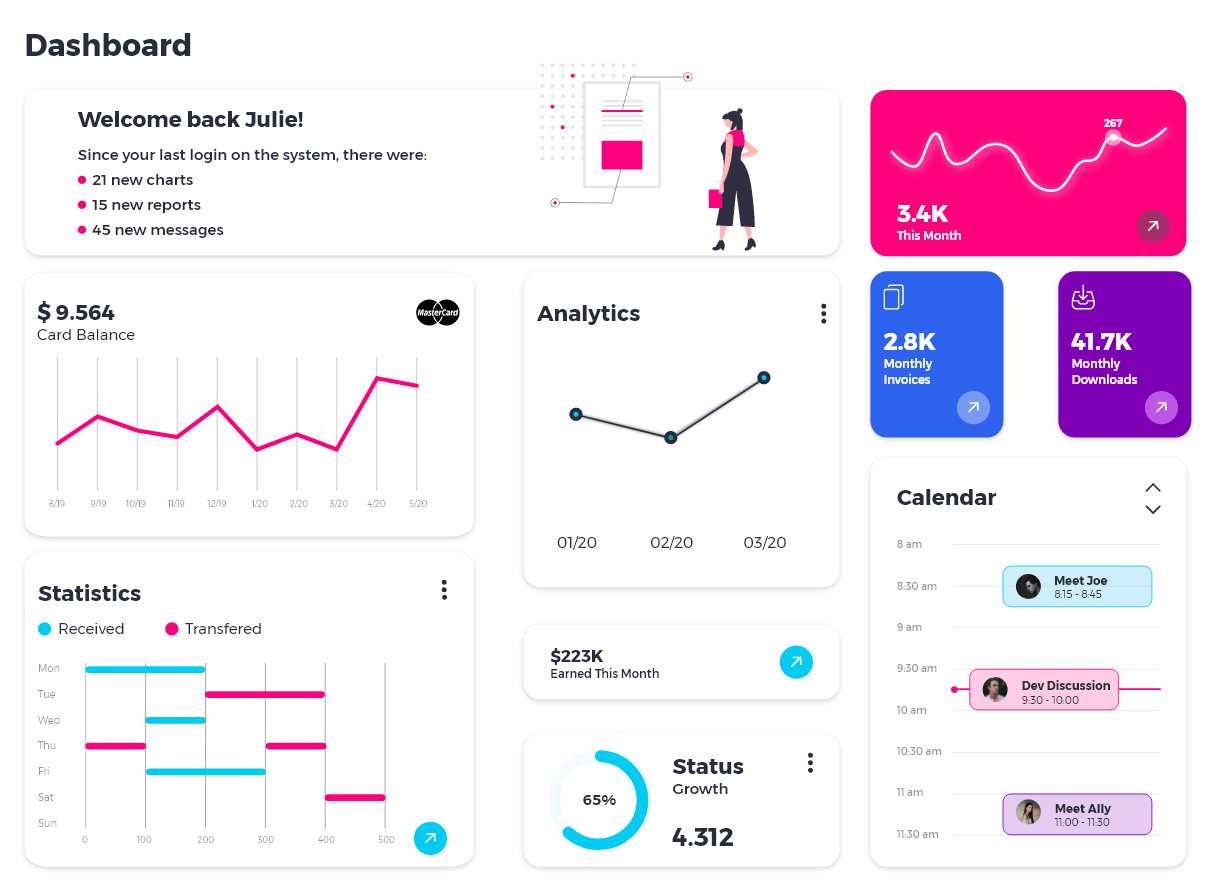 Dashboard
Welcome back Julie!
Since your last login on the system, there were:
21 new charts
15 new reports
45 new messages
267
3.4K
This Month
$ 9.564
Card Balance
MasterCard
8/19 9/19 10/19 11/19 12/19 1/20 2/20 3/20 4/20 5/20
Analytics
01/20 02/20 03/20
2.8K
Monthly
Invoices
41.7K
Monthly
Downloads
Statistics
Received Transfered
Mon
Tue
Wed
Thu
Fri
Sat
Sun
0 100 200 300 400 500
$223K
Earned This Month
65%
Status
Growth
4.312
Calendar
8 am
Meet Joe
8:30 am
8:15 - 8:45
9 am
9:30 am
Dev Discussion
9:30 - 10:00
10 am
10:30 am
11 am
Meet Ally
11:00 - 11:30
11:30 am